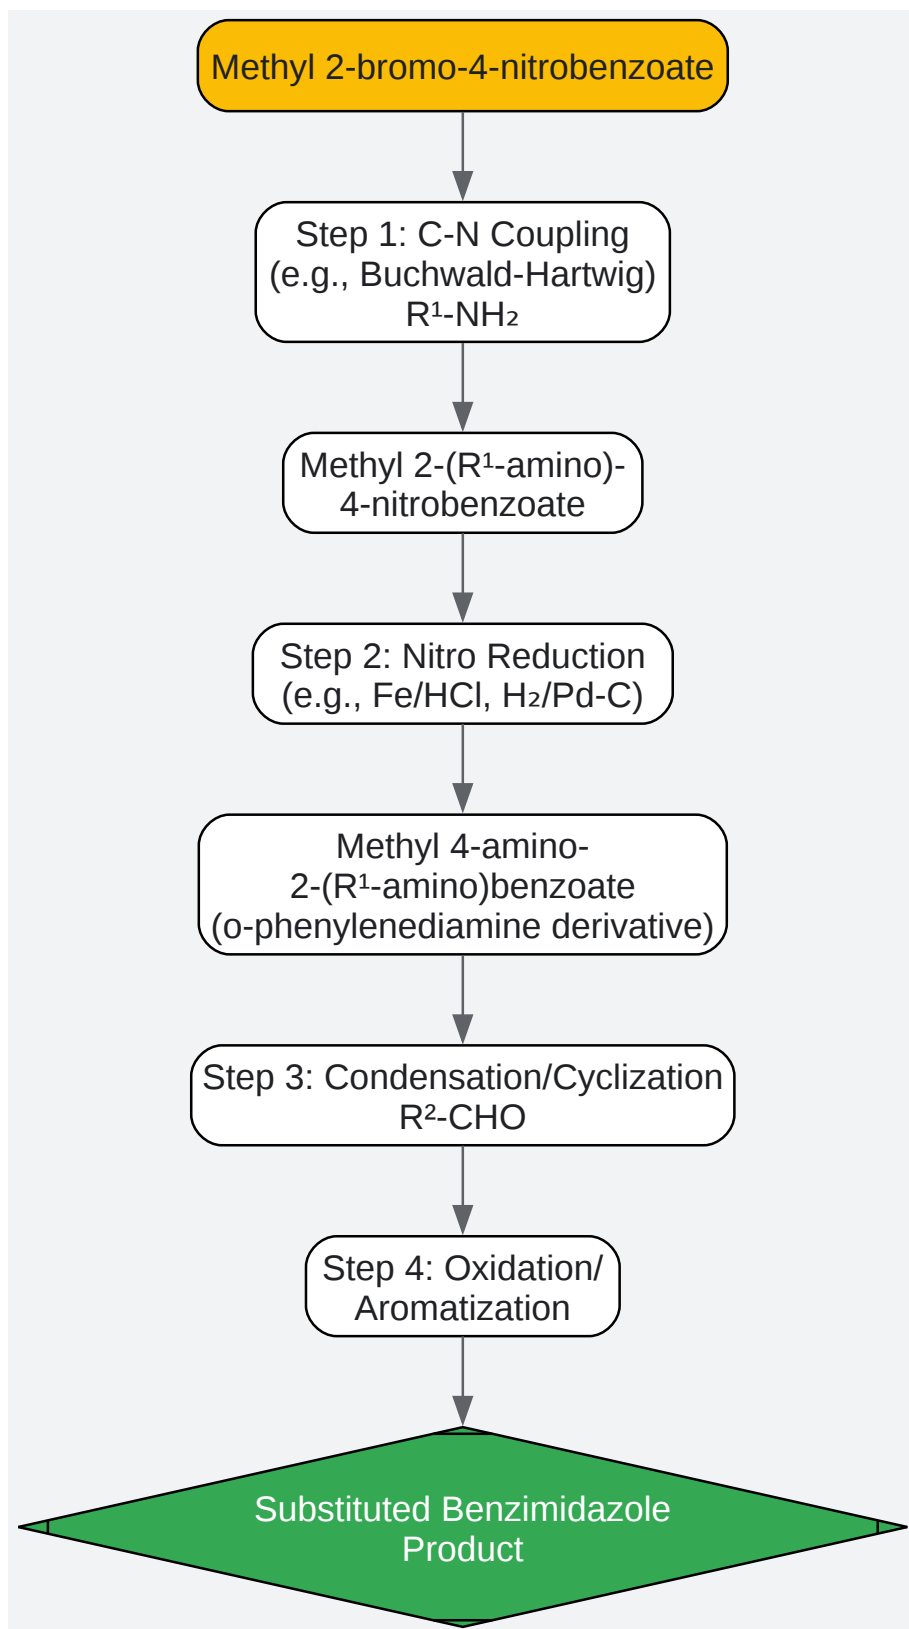 Methyl 2-bromo-4-nitrobenzoate
Step 1: C-N Coupling
(e.g., Buchwald-Hartwig)
R¹-NH₂
Methyl 2-(R¹-amino)-
4-nitrobenzoate
Step 2: Nitro Reduction
(e.g., Fe/HCl, H₂/Pd-C)
Methyl 4-amino-
2-(R¹-amino)benzoate
(o-phenylenediamine derivative)
Step 3: Condensation/Cyclization
R²-CHO
Step 4: Oxidation/
Aromatization
Substituted Benzimidazole
Product